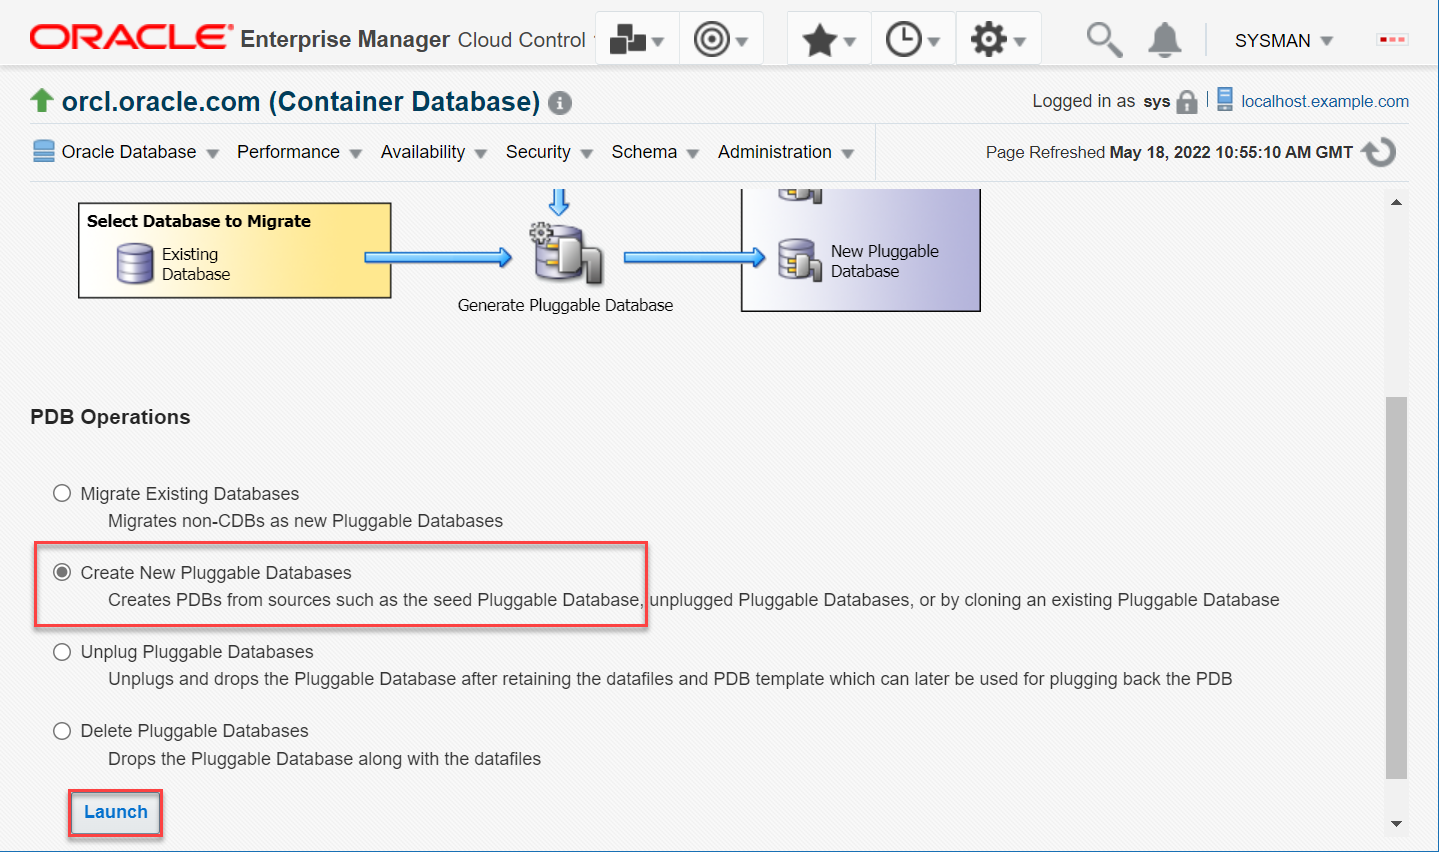 ORACLE Enterprise Manager Cloud Control
SYSMAN
orcl.oracle.com (Container Database)
Logged in as sys
localhost.example.com
Oracle Database Performance Availability Security Schema Administration
Page Refreshed May 18, 2022 10:55:10 AM GMT
Select Database to Migrate
Existing
Database
Generate Pluggable Database
New Pluggable
Database
PDB Operations
Migrate Existing Databases
Migrates non-CDBs as new Pluggable Databases
Create New Pluggable Databases
Creates PDBs from sources such as the seed Pluggable Database, unplugged Pluggable Databases, or by cloning an existing Pluggable Database
Unplug Pluggable Databases
Unplugs and drops the Pluggable Database after retaining the datafiles and PDB template which can later be used for plugging back the PDB
Delete Pluggable Databases
Drops the Pluggable Database along with the datafiles
Launch